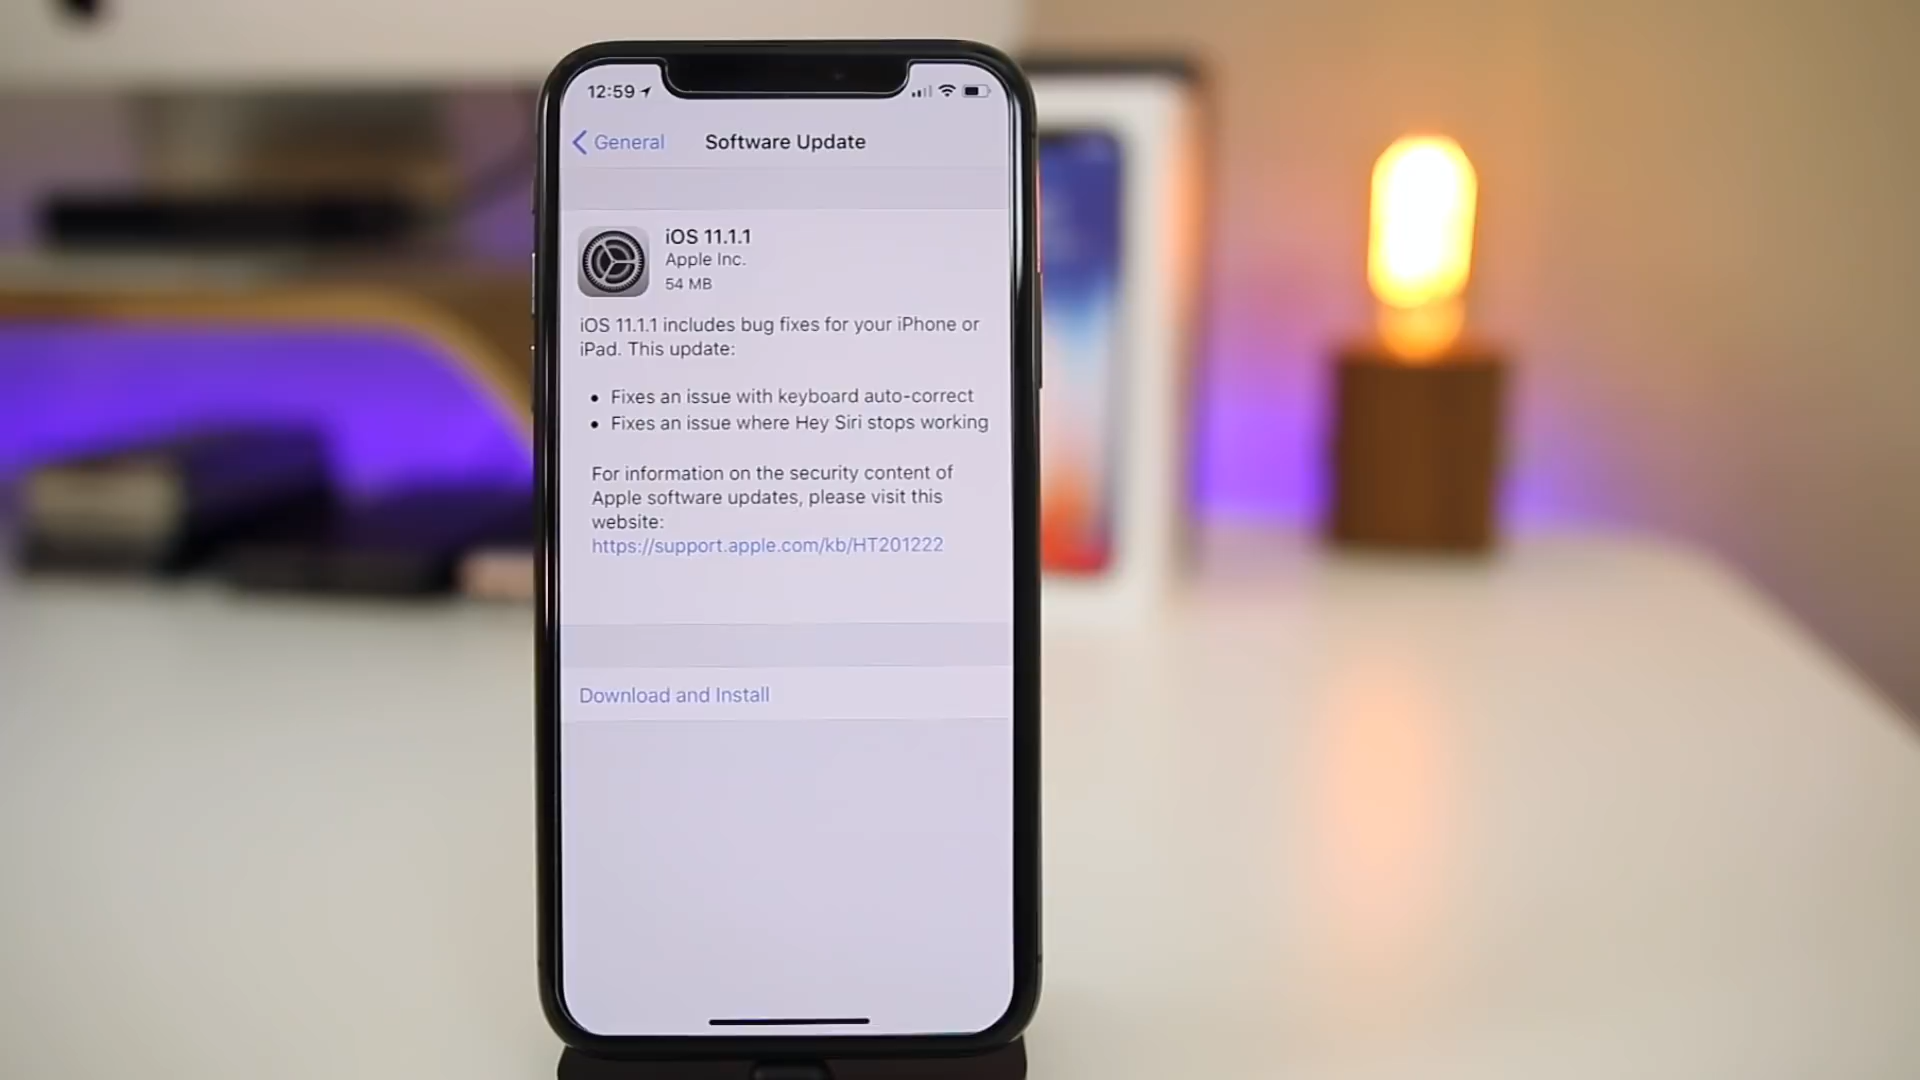 12:59
General
Software Update
iOS 11.1.1
Apple Inc.
54 MB
iOS 11.1.1 includes bug fixes for your iPhone or
iPad. This update:
• Fixes an issue with keyboard auto-correct
• Fixes an issue where Hey Siri stops working
For information on the security content of
Apple software updates, please visit this
website:
https://support.apple.com/kb/HT201222
Download and Install